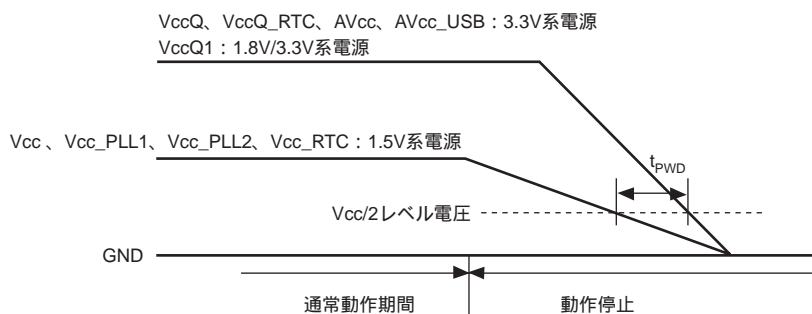 VccQ、VccQ_RTC、AVcc、AVcc_USB：3.3V系電源
VccQ1：1.8V/3.3V系電源
Vcc 、Vcc_PLL1、Vcc_PLL2、Vcc_RTC：1.5V系電源
tPWD
Vcc/2レベル電圧
GND
通常動作期間
動作停止